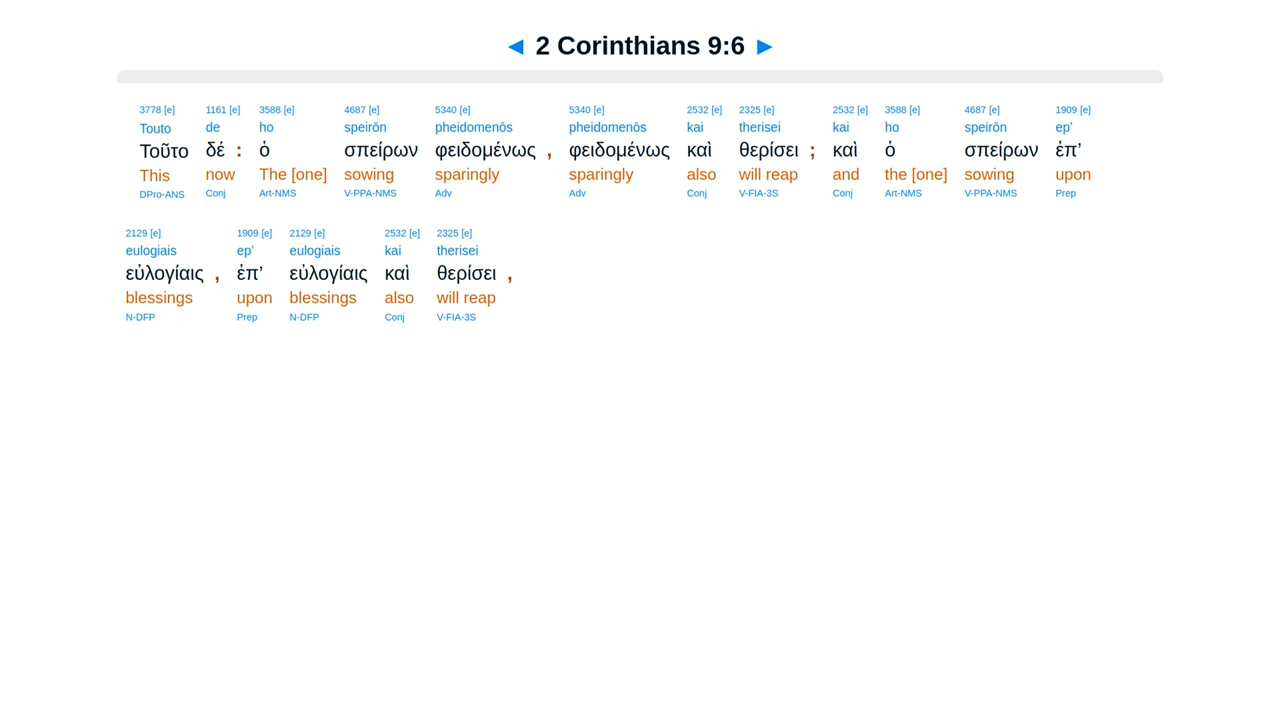 ◄ 2 Corinthians 9:6 ►
3778 [e] 1161 [e] 3588 [e] 4687 [e] 5340 [e] 5340 [e] 2532 [e] 2325 [e] 2532 [e] 3588 [e] 4687 [e] 1909 [e]
Touto de ho speirōn pheidomenōs pheidomenōs kai therisei kai ho speirōn ep’
Τοῦτο δέ : ὁ σπείρων φειδομένως , φειδομένως καὶ θερίσει ; καὶ ὁ σπείρων ἐπ’
This now The [one] sowing sparingly sparingly also will reap and the [one] sowing upon
DPro-ANS Conj Art-NMS V-PPA-NMS Adv Adv Conj V-FIA-3S Conj Art-NMS V-PPA-NMS Prep
2129 [e] 1909 [e] 2129 [e] 2532 [e] 2325 [e]
eulogiais ep’ eulogiais kai therisei
εὐλογίαις , ἐπ’ εὐλογίαις καὶ θερίσει ,
blessings upon blessings also will reap
N-DFP Prep N-DFP Conj V-FIA-3S